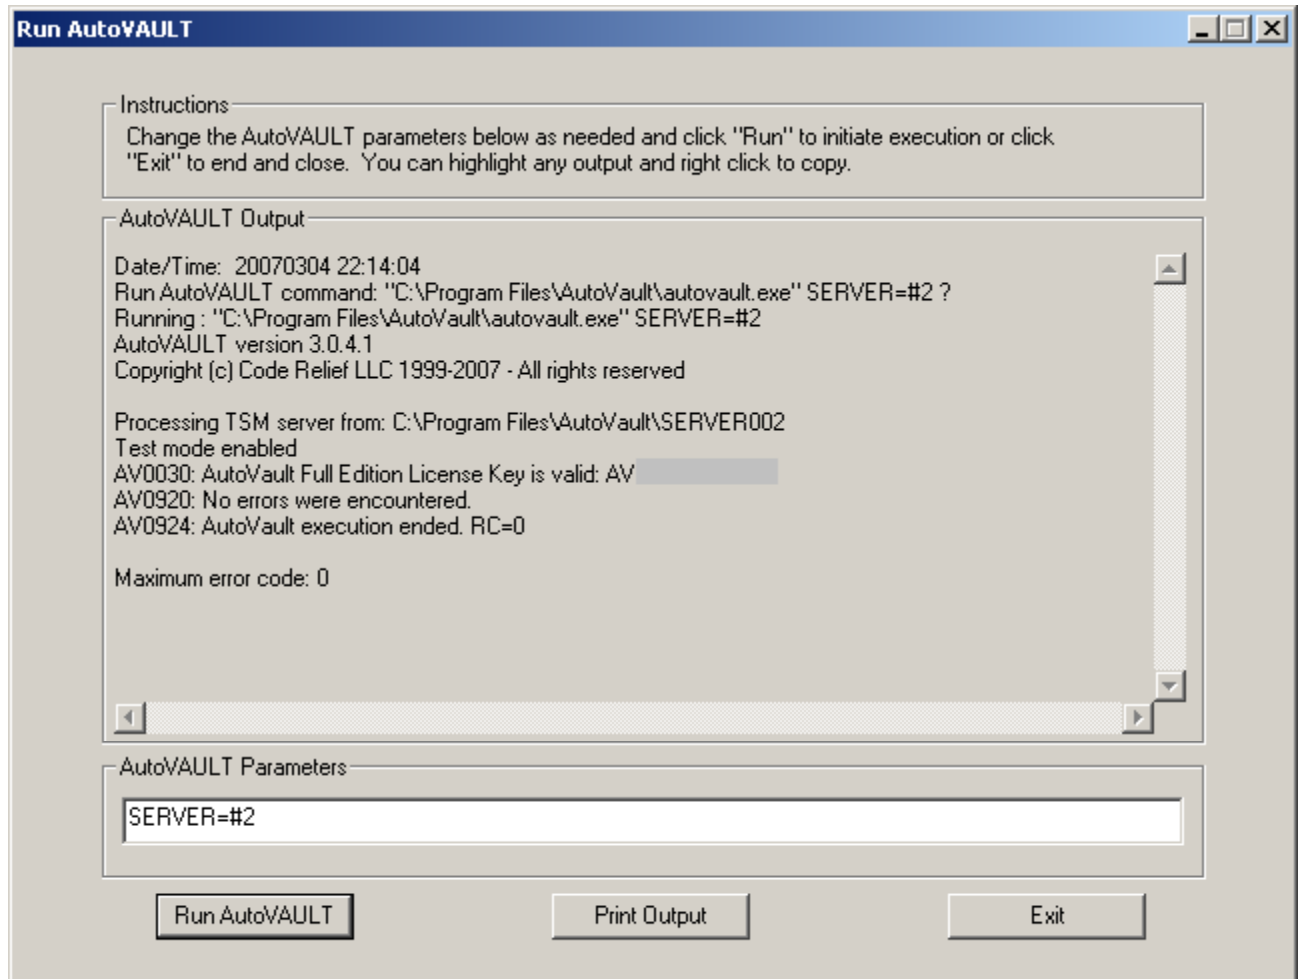 Run AutoVAULT
Instructions
Change the AutoVAULT parameters below as needed and click "Run" to initiate execution or click
"Exit" to end and close.  You can highlight any output and right click to copy.
AutoVAULT Output
Date/Time:  20070304 22:14:04
Run AutoVAULT command: "C:\Program Files\AutoVault\autovault.exe" SERVER=#2 ?
Running : "C:\Program Files\AutoVault\autovault.exe" SERVER=#2
AutoVAULT version 3.0.4.1
Copyright (c) Code Relief LLC 1999-2007 - All rights reserved
Processing TSM server from: C:\Program Files\AutoVault\SERVER002
Test mode enabled
AV0030: AutoVault Full Edition License Key is valid: AV
AV0920: No errors were encountered.
AV0924: AutoVault execution ended. RC=0
Maximum error code: 0
AutoVAULT Parameters
SERVER=#2
Run AutoVAULT
Print Output
Exit